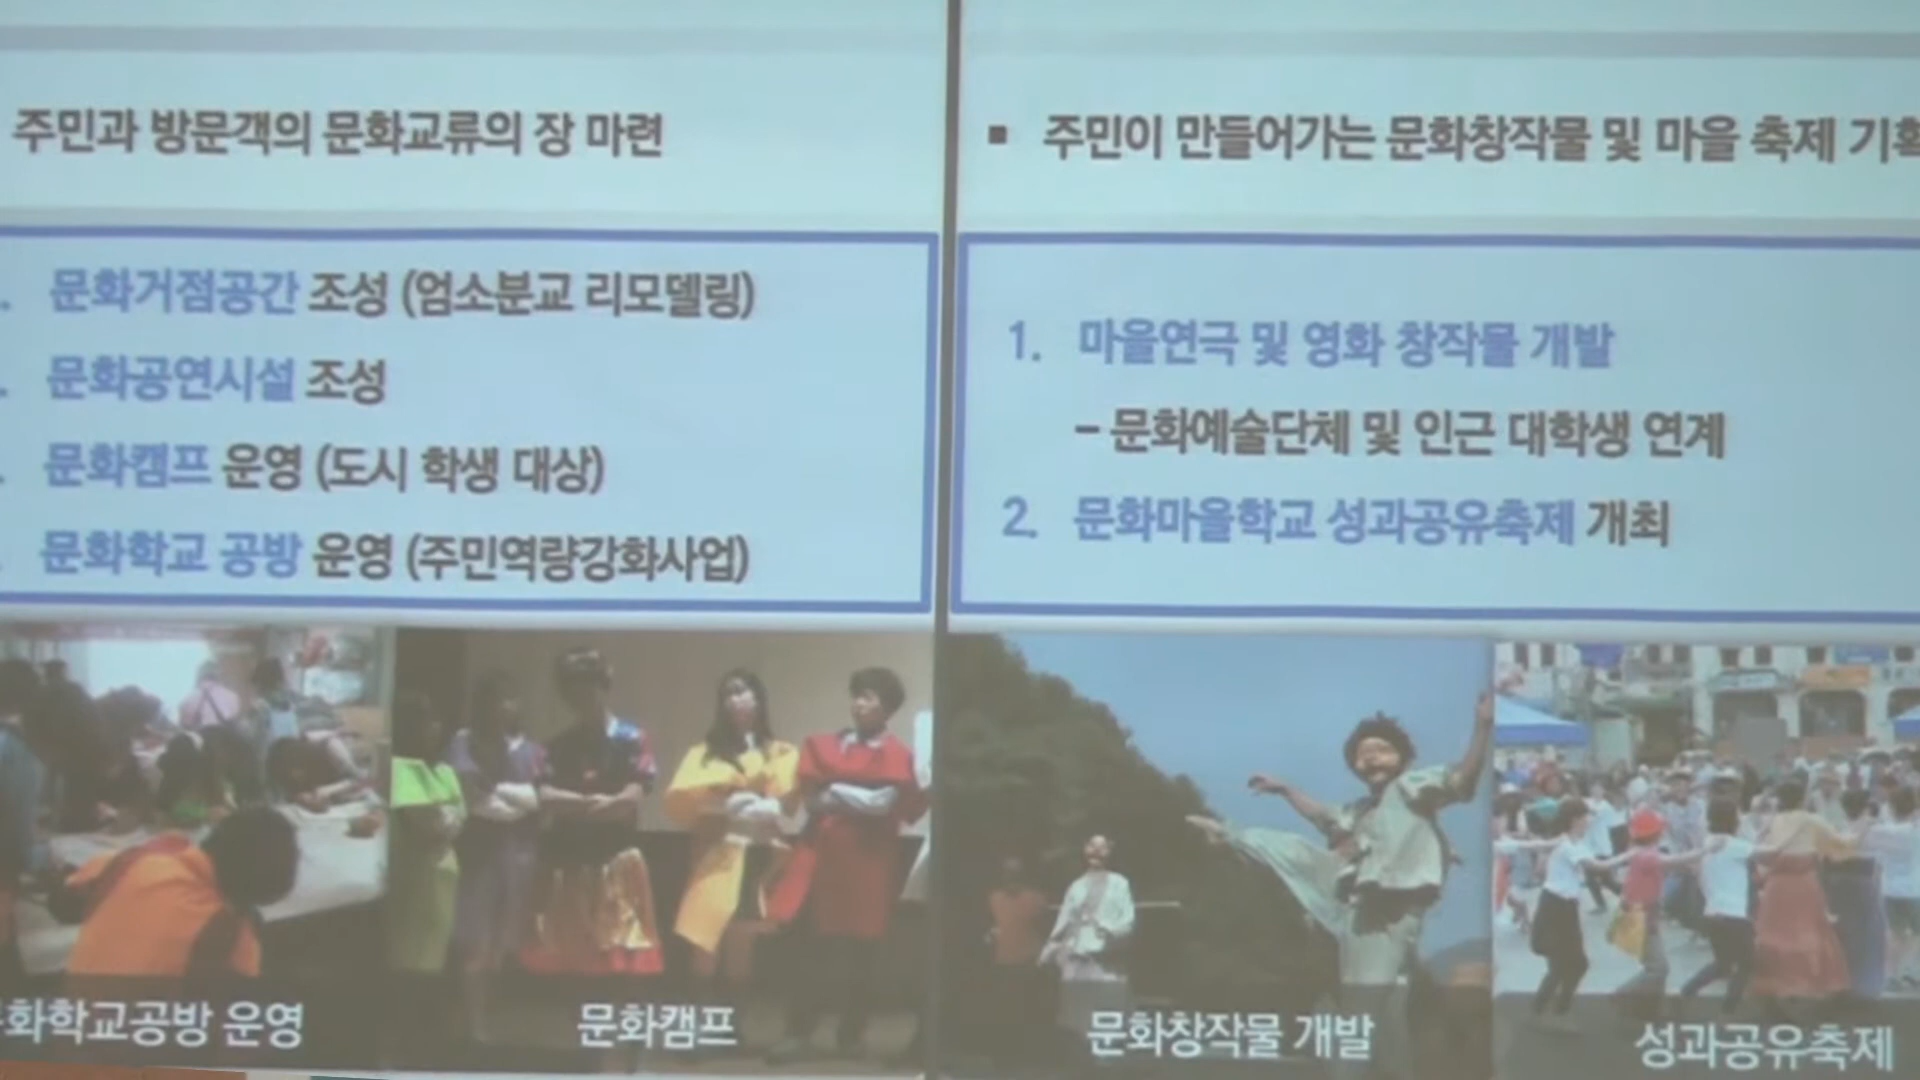 주민과 방문객의 문화교류의 장 마련
문화거점공간 조성 (엄소분교 리모델링)
문화공연시설 조성
문화캠프 운영 (도시 학생 대상)
문화학교 공방 운영 (주민역량강화사업)
▪ 주민이 만들어가는 문화창작물 및 마을 축제 기획
1. 마을연극 및 영화 창작물 개발
- 문화예술단체 및 인근 대학생 연계
2. 문화마을학교 성과공유축제 개최
화학교공방 운영
문화캠프
문화창작물 개발
성과공유축제